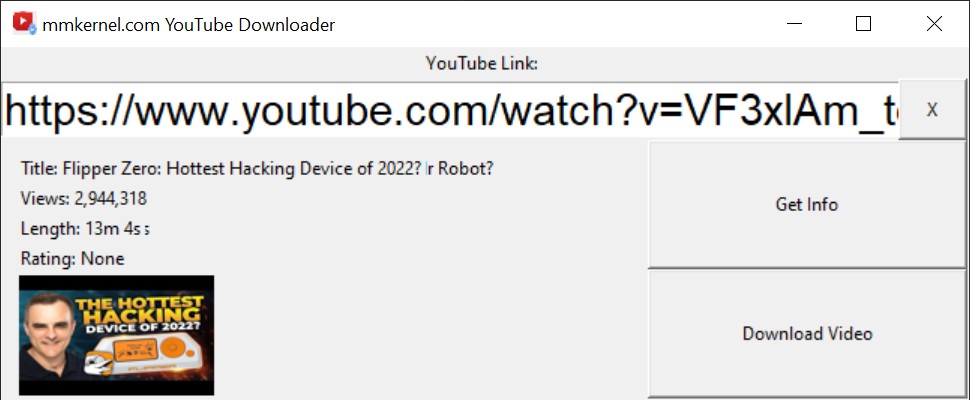 mmkernel.com YouTube Downloader
YouTube Link:
https://www.youtube.com/watch?v=VF3xlAm_t
X
Title: Flipper Zero: Hottest Hacking Device of 2022? r Robot?
Views: 2,944,318
Get Info
Length: 13m 4s s
Rating: None
THE HOTTEST
HACKING
DEVICE OF 2022?
FLIPPER
Download Video